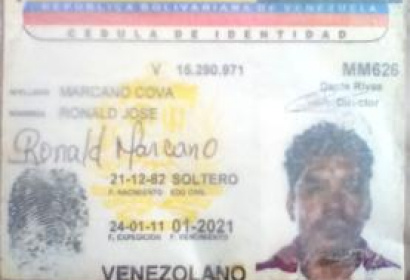 REPUBLICA BOLIVARIANA DE VENEZUELA
CEDULA DE IDENTIDAD
V 15.290.971 MM626
APELLIDOS MARCANO COVA
Dante Rivas
Director
NOMBRES RONALD JOSE
Ronald Marcano
21-12-82 SOLTERO
F. NACIMIENTO EDO CIVIL
24-01-11 01-2021
F. EXPEDICION F. VENCIMIENTO
VENEZOLANO